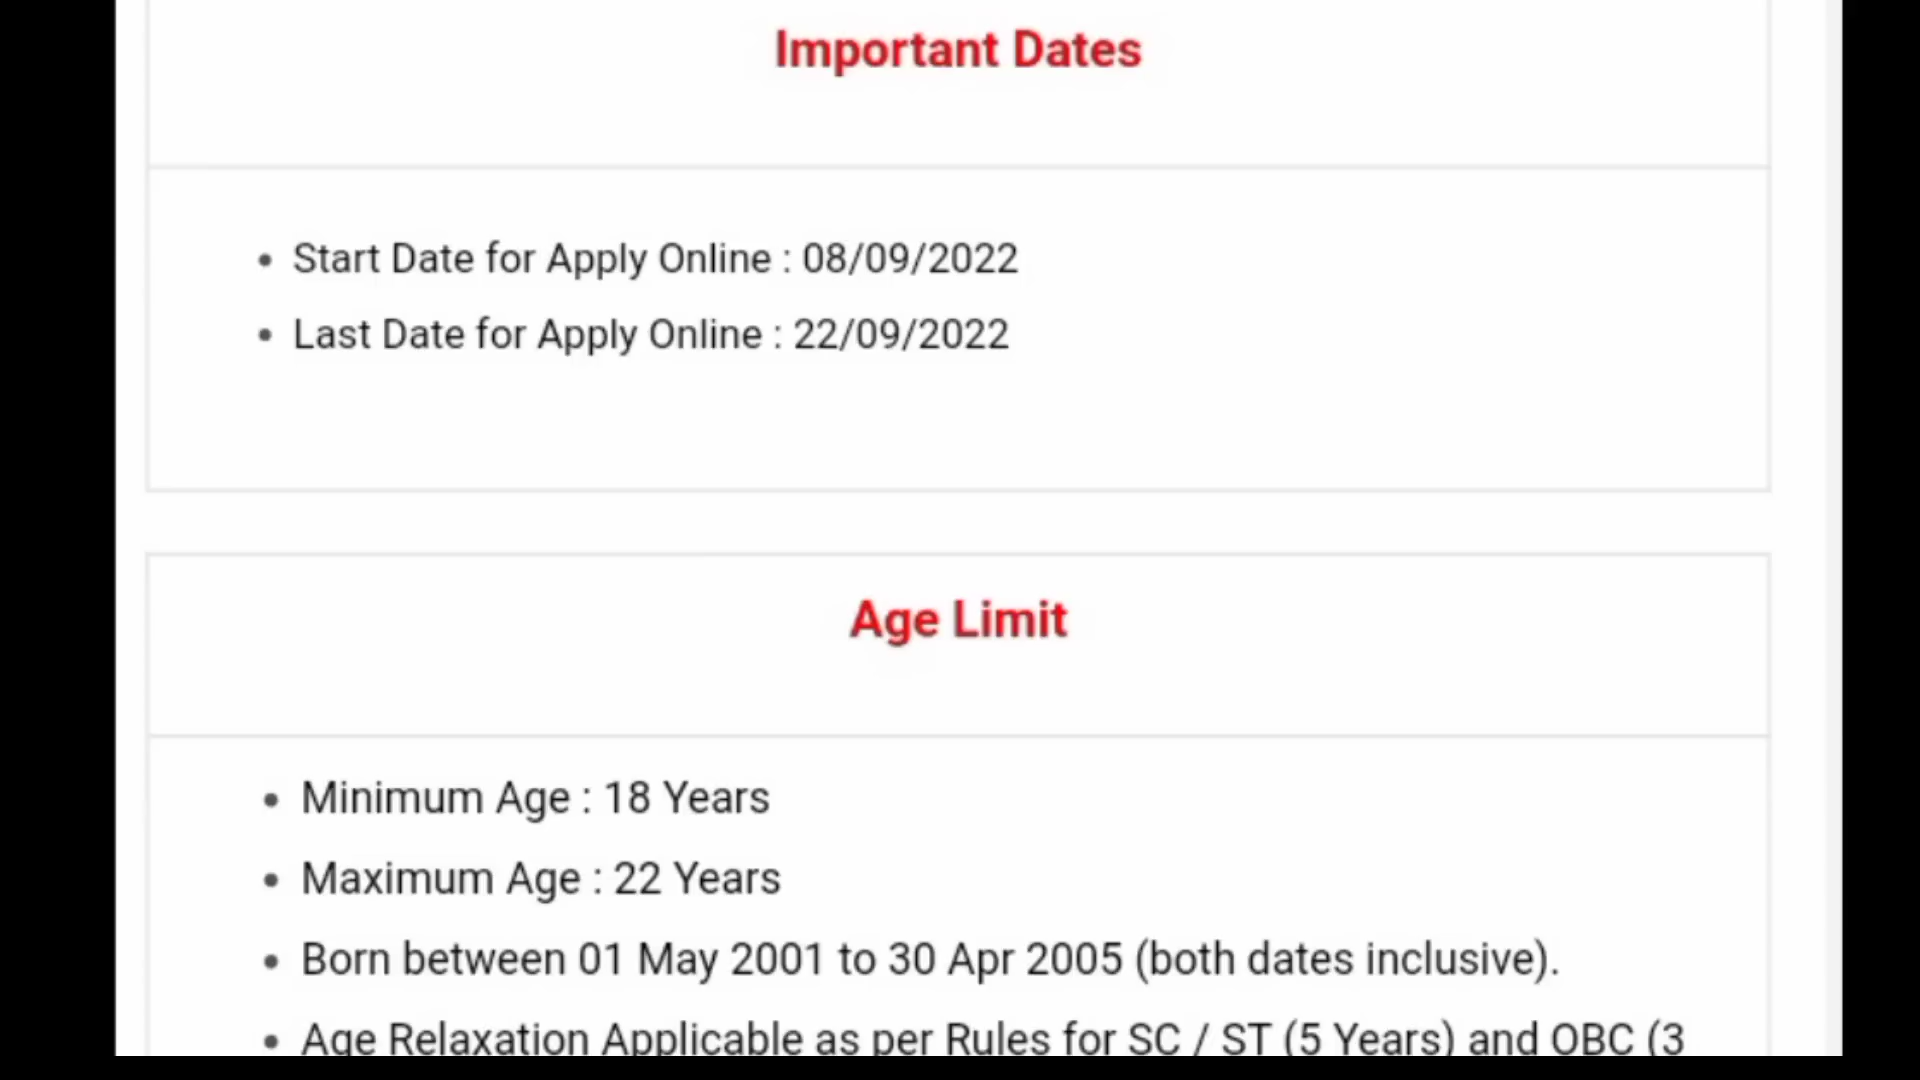 Important Dates
Start Date for Apply Online : 08/09/2022
Last Date for Apply Online : 22/09/2022
Age Limit
Minimum Age : 18 Years
Maximum Age : 22 Years
Born between 01 May 2001 to 30 Apr 2005 (both dates inclusive).
Age Relaxation Applicable as per Rules for SC / ST (5 Years) and OBC (3